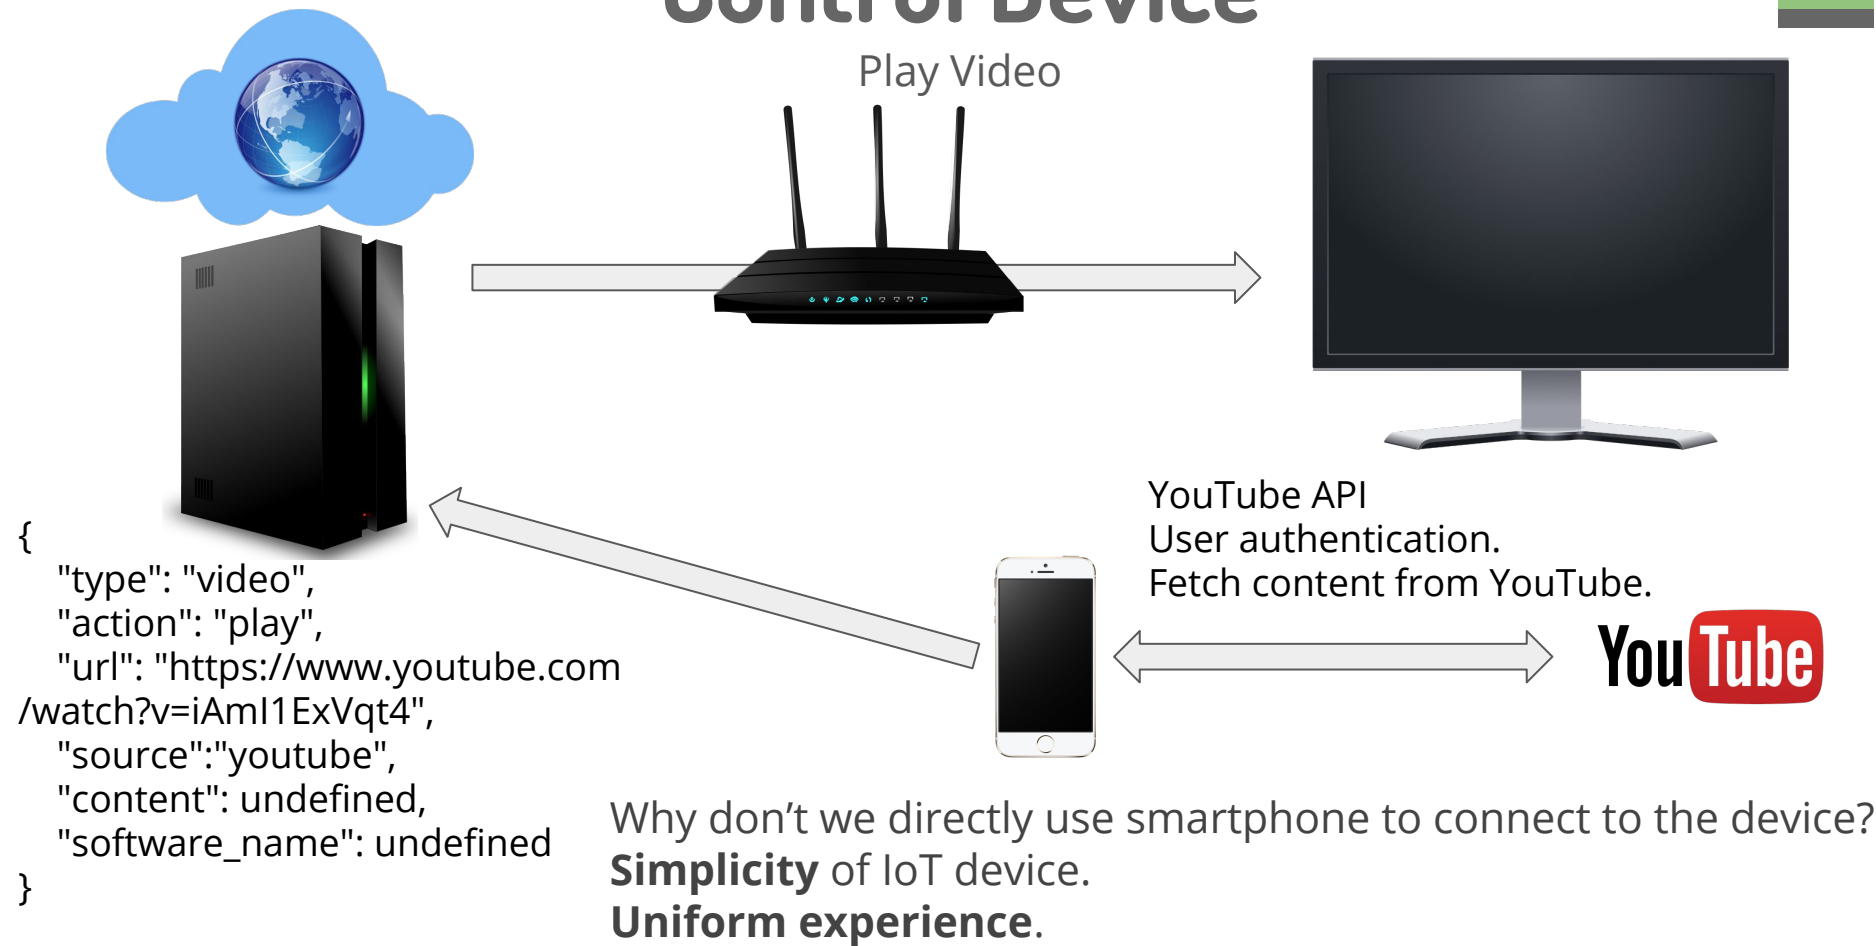 Control Device
Play Video
YouTube API
User authentication.
Fetch content from YouTube.
YouTube
{
"type": "video",
"action": "play",
"url": "https://www.youtube.com
/watch?v=iAmI1ExVqt4",
"source":"youtube",
"content": undefined,
"software_name": undefined
}
Why don’t we directly use smartphone to connect to the device?
Simplicity of IoT device.
Uniform experience.